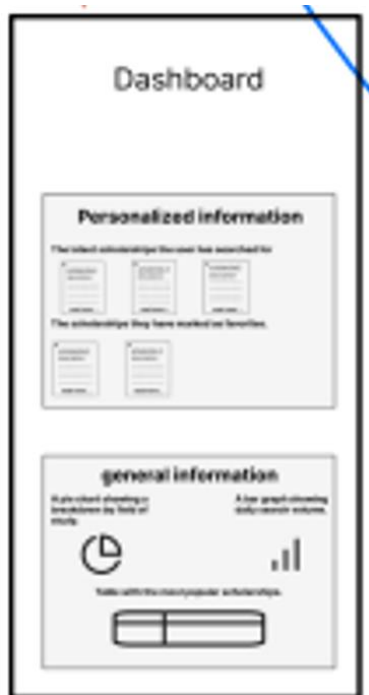 Dashboard
Personalized information
The latest scholarships the user has searched for
The scholarships they have marked as favorites.
general information
A pie chart showing a
breakdown by field of
study.
A bar graph showing
daily search volume.
Table with the most popular scholarships.